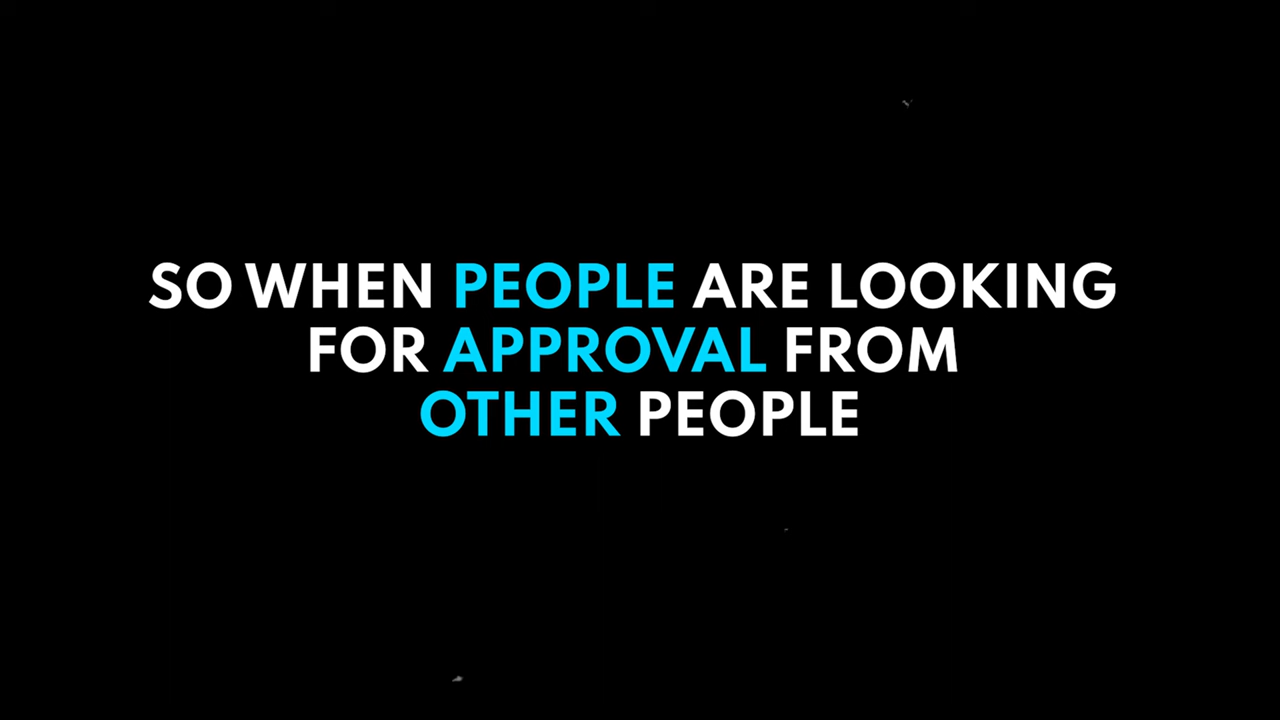 SO WHEN PEOPLE ARE LOOKING
FOR APPROVAL FROM
OTHER PEOPLE